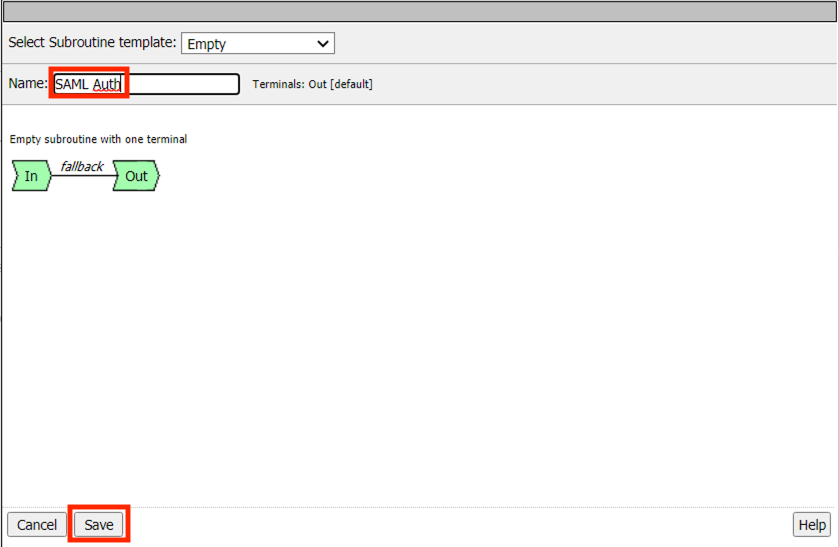 Select Subroutine template: Empty
Name: SAML Auth Terminals: Out [default]
Empty subroutine with one terminal
In fallback Out
Cancel Save Help